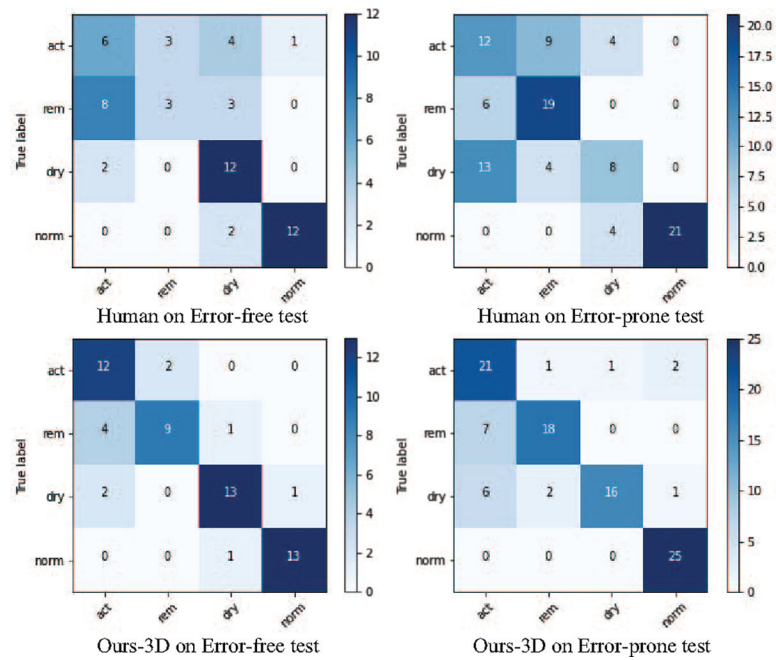 True label
act
6 3 4 1
rem
8 3 3 0
dry
2 0 12 0
norm
0 0 2 12
act rem dry norm
12
10
8
6
4
2
0
Human on Error-free test
True label
act
12 9 4 0
rem
6 19 0 0
dry
13 4 8 0
norm
0 0 4 21
act rem dry norm
20.0
17.5
15.0
12.5
10.0
7.5
5.0
2.5
0.0
Human on Error-prone test
True label
act
12 2 0 0
rem
4 9 1 0
dry
2 0 13 1
norm
0 0 1 13
act rem dry norm
12
10
8
6
4
2
0
Ours-3D on Error-free test
True label
act
21 1 1 2
rem
7 18 0 0
dry
6 2 16 1
norm
0 0 0 25
act rem dry norm
25
20
15
10
5
0
Ours-3D on Error-prone test